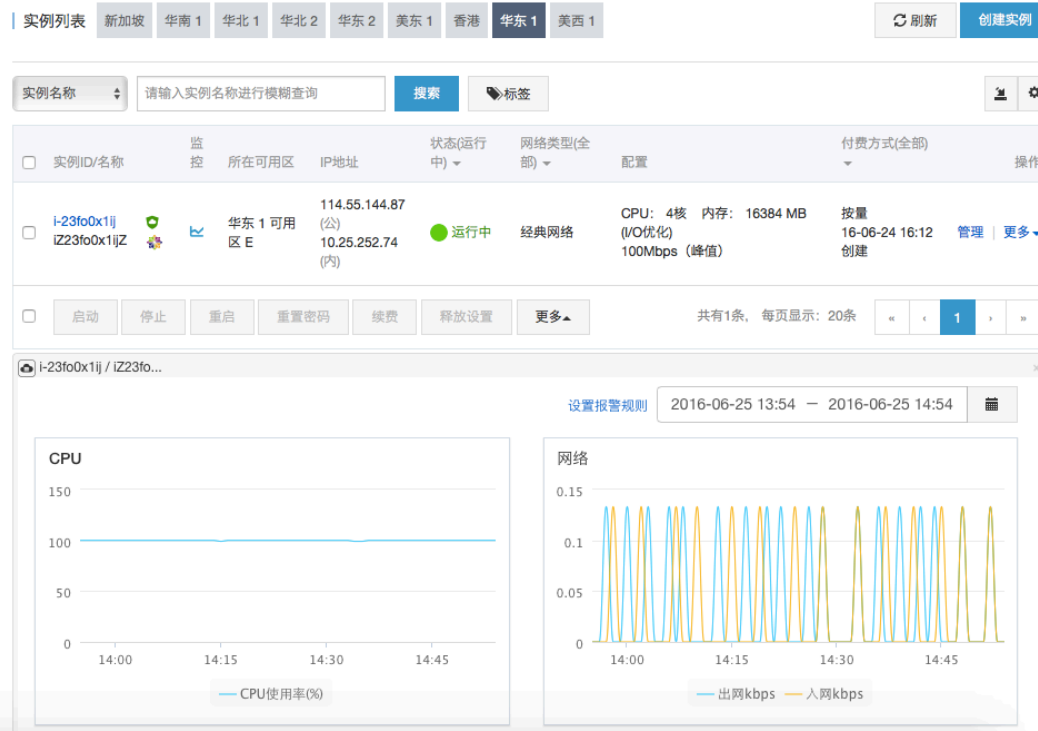 实例列表 新加坡 华南 1 华北 1 华北 2 华东 2 美东 1 香港 华东 1 美西 1 刷新 创建实例
实例名称 请输入实例名称进行模糊查询 搜索 标签
实例ID/名称 监控 所在可用区 IP地址 状态(运行中) 网络类型(全部) 配置 付费方式(全部) 操作
i-23fo0x1ij
iZ23fo0x1ijZ
华东 1 可用
区 E
114.55.144.87
(公)
10.25.252.74
(内)
运行中
经典网络
CPU： 4核 内存： 16384 MB
(I/O优化)
100Mbps（峰值）
按量
16-06-24 16:12
创建
管理 | 更多
启动 停止 重启 重置密码 续费 释放设置 更多 共有1条， 每页显示：20条 « ‹ 1 › »
i-23fo0x1ij / iZ23fo...
设置报警规则 2016-06-25 13:54 — 2016-06-25 14:54
CPU
150
100
50
0
14:00 14:15 14:30 14:45
CPU使用率(%)
网络
0.15
0.1
0.05
0
14:00 14:15 14:30 14:45
出网kbps 入网kbps